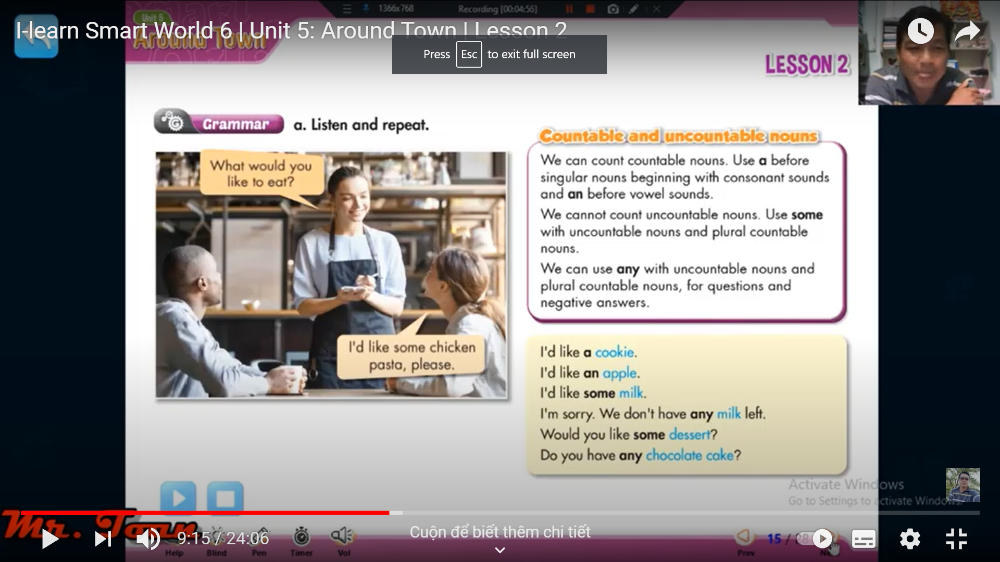 1366x768
Recording [00:04:56]
Unit 5
Around Town
I-learn Smart World 6 | Unit 5: Around Town | Lesson 2
Press Esc to exit full screen
LESSON 2
Grammar
a. Listen and repeat.
What would you
like to eat?
I'd like some chicken
pasta, please.
Countable and uncountable nouns
We can count countable nouns. Use a before
singular nouns beginning with consonant sounds
and an before vowel sounds.
We cannot count uncountable nouns. Use some
with uncountable nouns and plural countable
nouns.
We can use any with uncountable nouns and
plural countable nouns, for questions and
negative answers.
I'd like a cookie.
I'd like an apple.
I'd like some milk.
I'm sorry. We don't have any milk left.
Would you like some dessert?
Do you have any chocolate cake?
Activate Windows
Go to Settings to activate Windows.
Mr. Toan
9:15 / 24:06
Cuộn để biết thêm chi tiết
15 / 28
Help
Blind
Pen
Timer
Vol
Prev